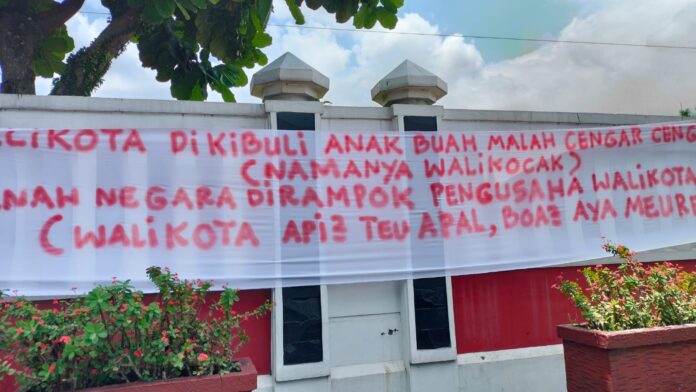 LIKOTA DIKIBULI ANAK BUAH MALAH CENGAR CENG
(NAMANYA WALIKOCAK)
NAH NEGARA DIRAMPOK PENGUSAHA WALIKOTA
(WALIKOTA API2 TEU APAL, BOA2 AYA MEURT